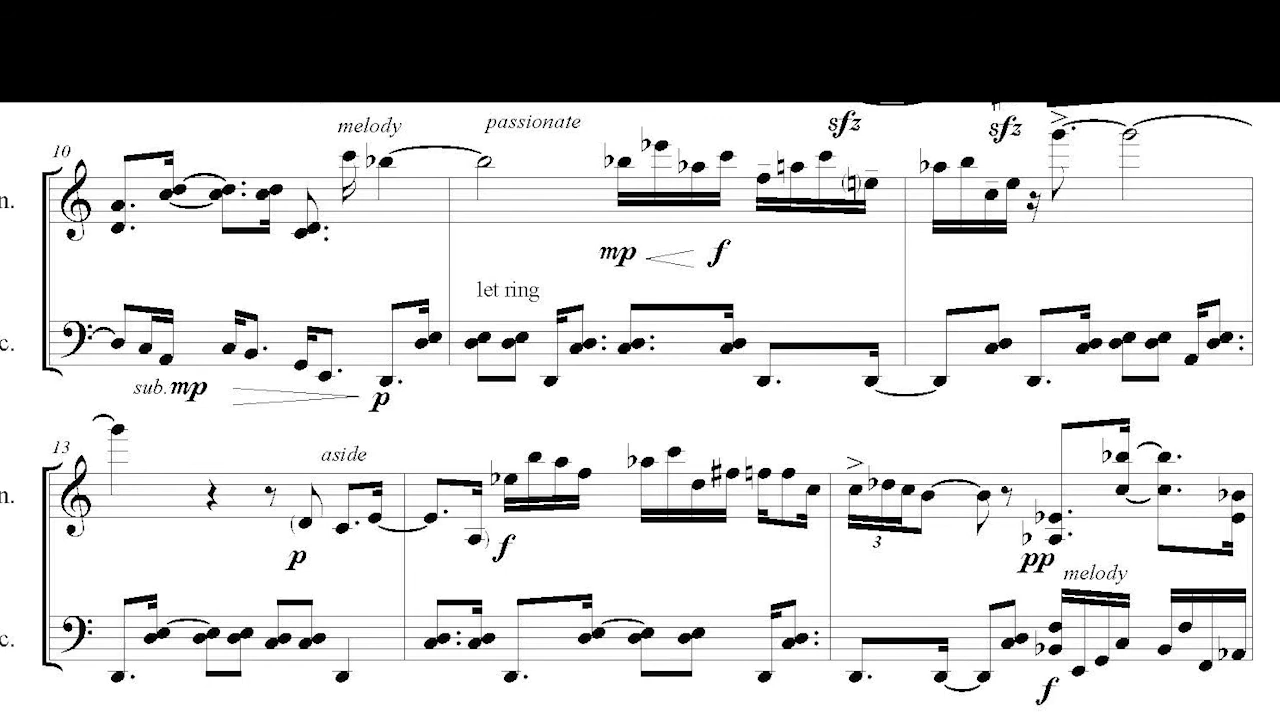 sfz
sfz
melody
passionate
10
n.
mp
f
let ring
c.
sub. mp
p
13
aside
n.
p
f
3
pp
melody
c.
f